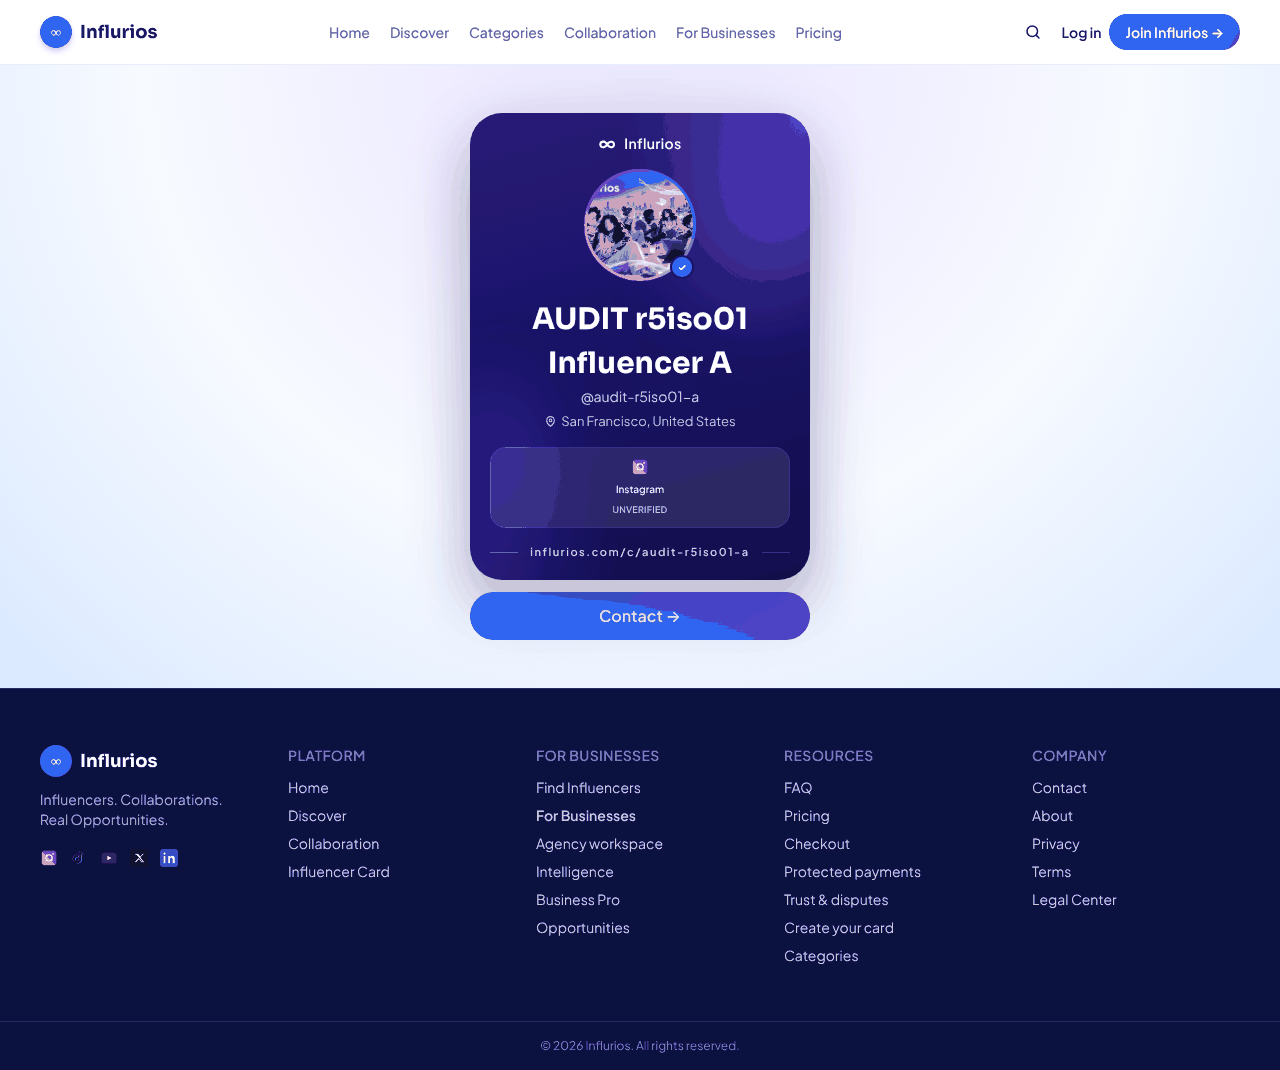 Influrios
Home Discover Categories Collaboration For Businesses Pricing
Log in
Join Influrios →
Influrios
rios
AUDIT r5iso01
Influencer A
@audit-r5iso01-a
San Francisco, United States
Instagram
UNVERIFIED
influrios.com/c/audit-r5iso01-a
Contact →
Influrios
Influencers. Collaborations.
Real Opportunities.
PLATFORM
Home
Discover
Collaboration
Influencer Card
FOR BUSINESSES
Find Influencers
For Businesses
Agency workspace
Intelligence
Business Pro
Opportunities
RESOURCES
FAQ
Pricing
Checkout
Protected payments
Trust & disputes
Create your card
Categories
COMPANY
Contact
About
Privacy
Terms
Legal Center
© 2026 Influrios. All rights reserved.